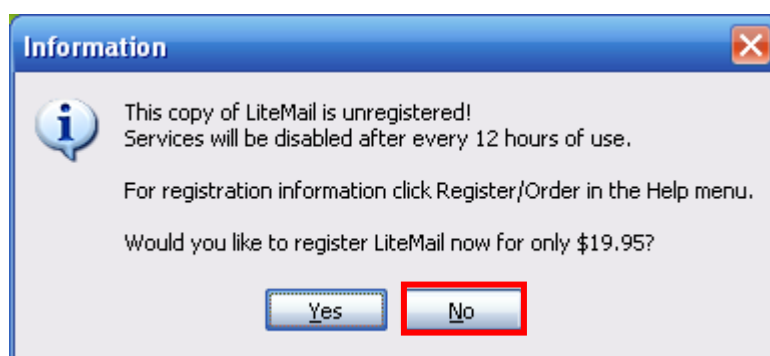 Information
This copy of LiteMail is unregistered!
Services will be disabled after every 12 hours of use.
For registration information click Register/Order in the Help menu.
Would you like to register LiteMail now for only $19.95?
Yes
No